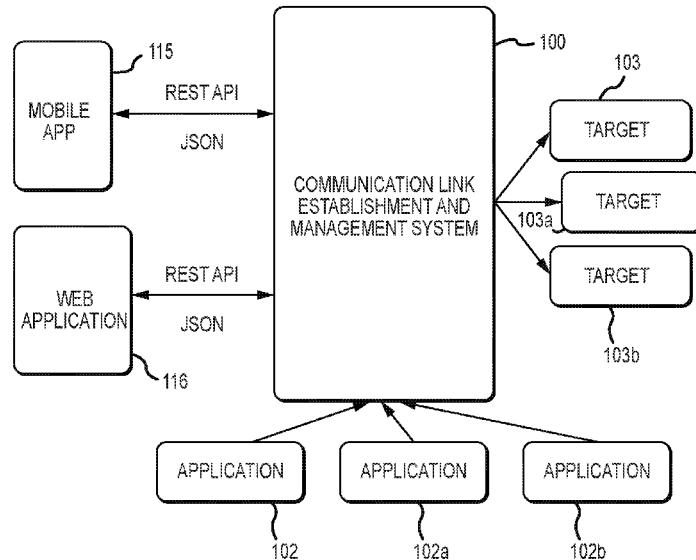 115
MOBILE
APP
REST API
JSON
100
COMMUNICATION LINK
ESTABLISHMENT AND
MANAGEMENT SYSTEM
103
TARGET
103a
TARGET
TARGET
103b
WEB
APPLICATION
116
REST API
JSON
APPLICATION
102
APPLICATION
102a
APPLICATION
102b